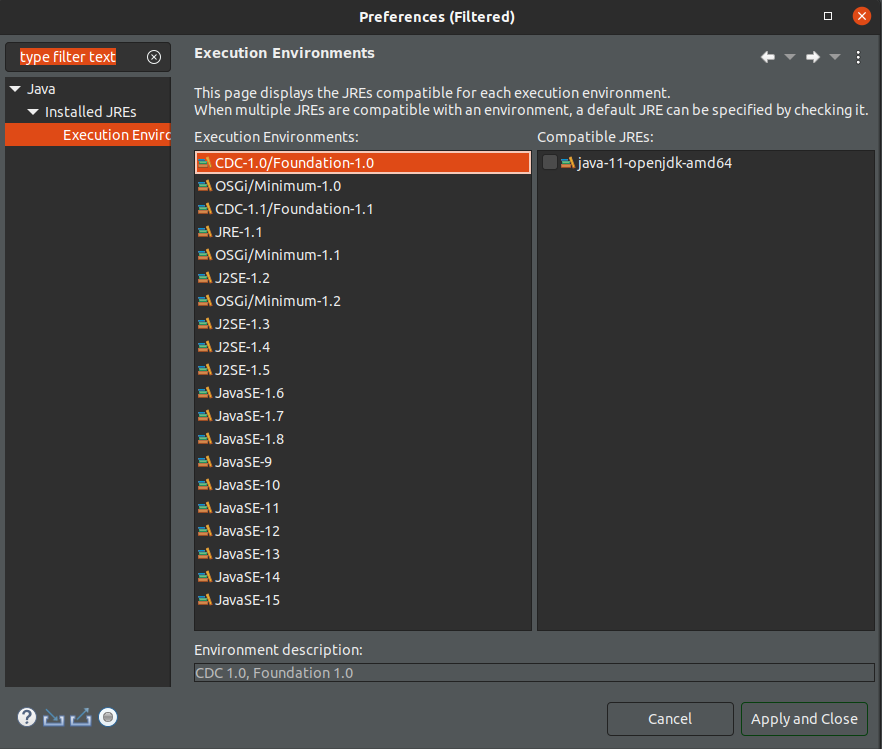 Preferences (Filtered)
type filter text
Java
Installed JREs
Execution Envirc
Execution Environments
This page displays the JREs compatible for each execution environment.
When multiple JREs are compatible with an environment, a default JRE can be specified by checking it.
Execution Environments:
CDC-1.0/Foundation-1.0
OSGi/Minimum-1.0
CDC-1.1/Foundation-1.1
JRE-1.1
OSGi/Minimum-1.1
J2SE-1.2
OSGi/Minimum-1.2
J2SE-1.3
J2SE-1.4
J2SE-1.5
JavaSE-1.6
JavaSE-1.7
JavaSE-1.8
JavaSE-9
JavaSE-10
JavaSE-11
JavaSE-12
JavaSE-13
JavaSE-14
JavaSE-15
Compatible JREs:
java-11-openjdk-amd64
Environment description:
CDC 1.0, Foundation 1.0
Cancel
Apply and Close